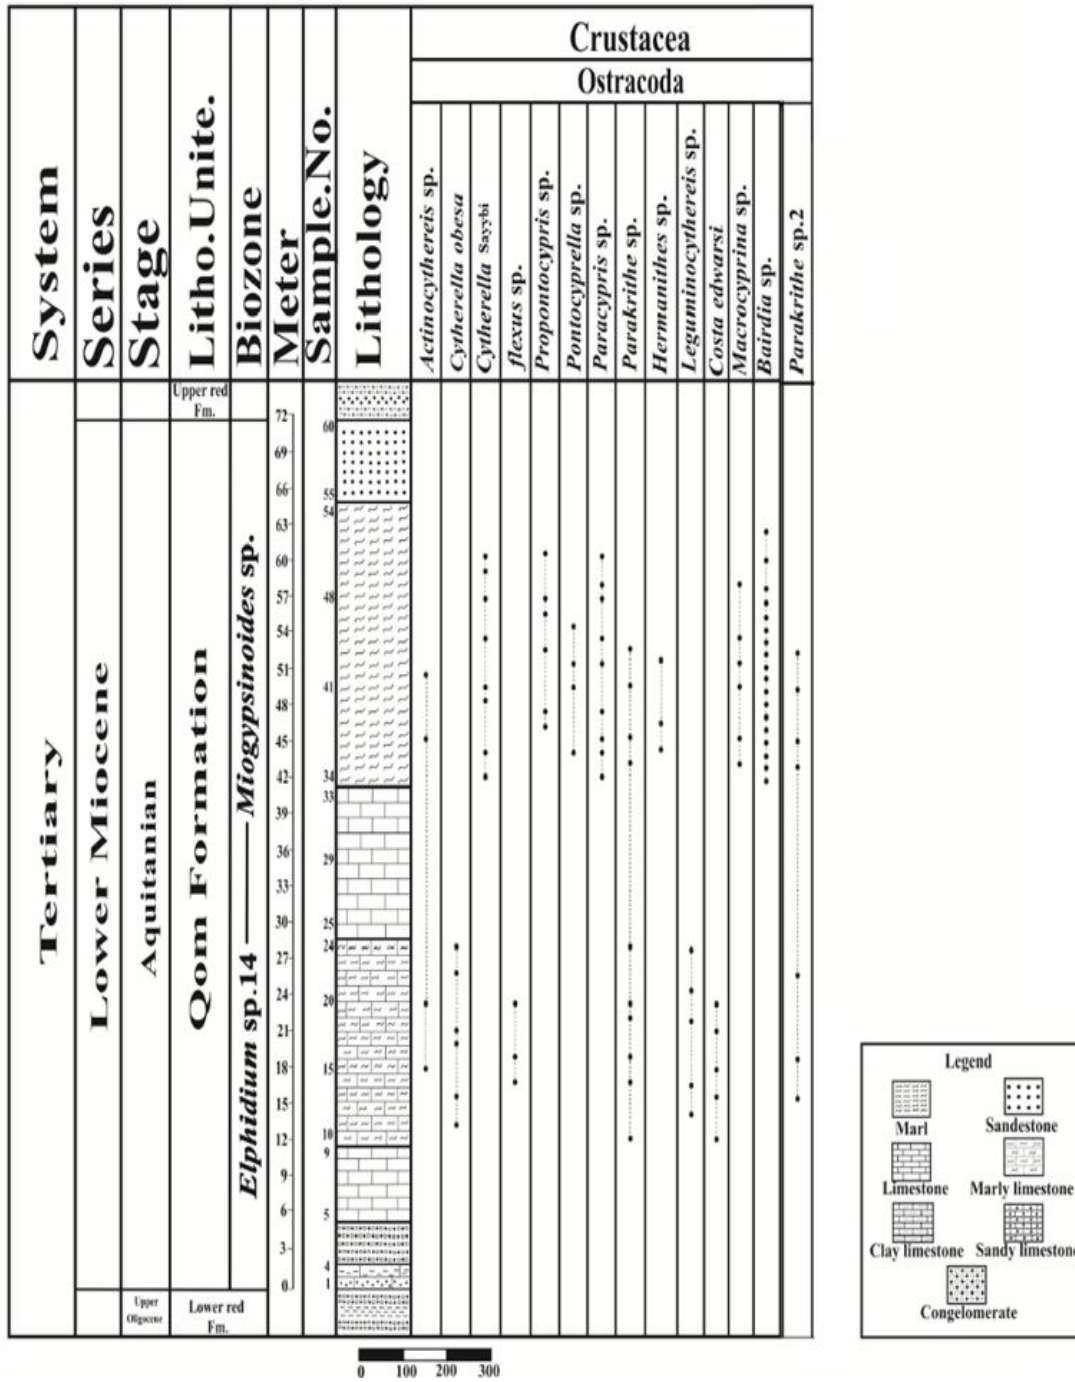 Crustacea
Ostracoda
System
Series
Stage
Litho.Unite.
Biozone
Meter
Sample.No.
Lithology
Actinocythereis sp.
Cytherella obesa
Cytherella Sayybi
flexus sp.
Propontocypris sp.
Pontocyprella sp.
Paracypris sp.
Parakrithe sp.
Hermanithes sp.
Leguminocythereis sp.
Costa edwarsi
Macrocyprina sp.
Bairdia sp.
Parakrithe sp.2
Tertiary
Lower Miocene
Aquitanian
Upper
Oligocene
Upper red
Fm.
Qom Formation
Lower red
Fm.
Elphidium sp.14 ——— Miogypsinoides sp.
72
69
66
63
60
57
54
51
48
45
42
39
36
33
30
27
24
21
18
15
12
9
6
3
0
60
55
54
48
41
34
33
29
25
24
20
15
10
9
5
4
1
0 100 200 300
Legend
Marl
Sandestone
Limestone
Marly limestone
Clay limestone
Sandy limestone
Congelomerate